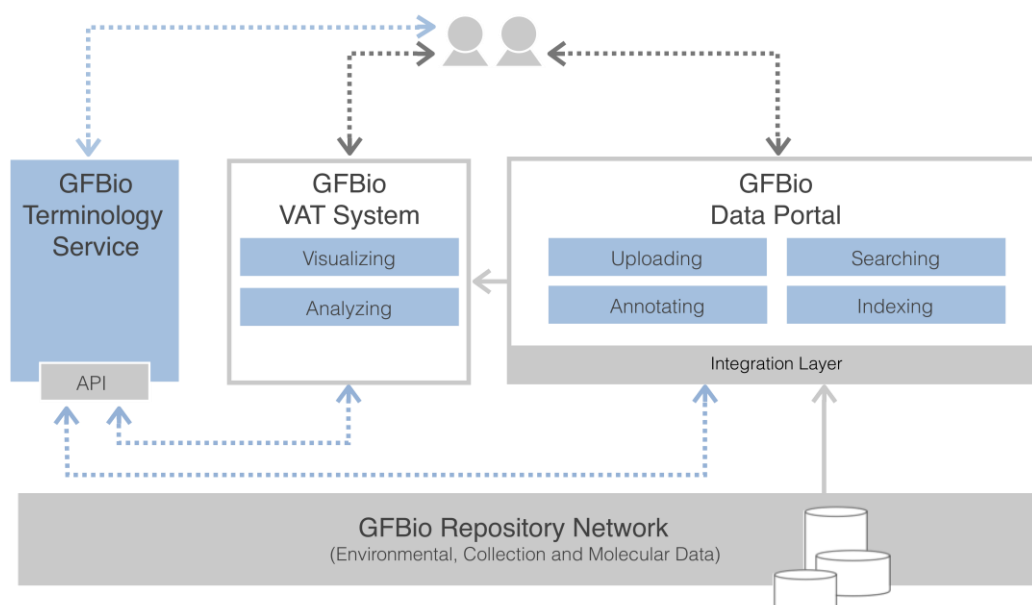 GFBio
Terminology
Service
API
GFBio
VAT System
Visualizing
Analyzing
GFBio
Data Portal
Uploading
Searching
Annotating
Indexing
Integration Layer
GFBio Repository Network
(Environmental, Collection and Molecular Data)